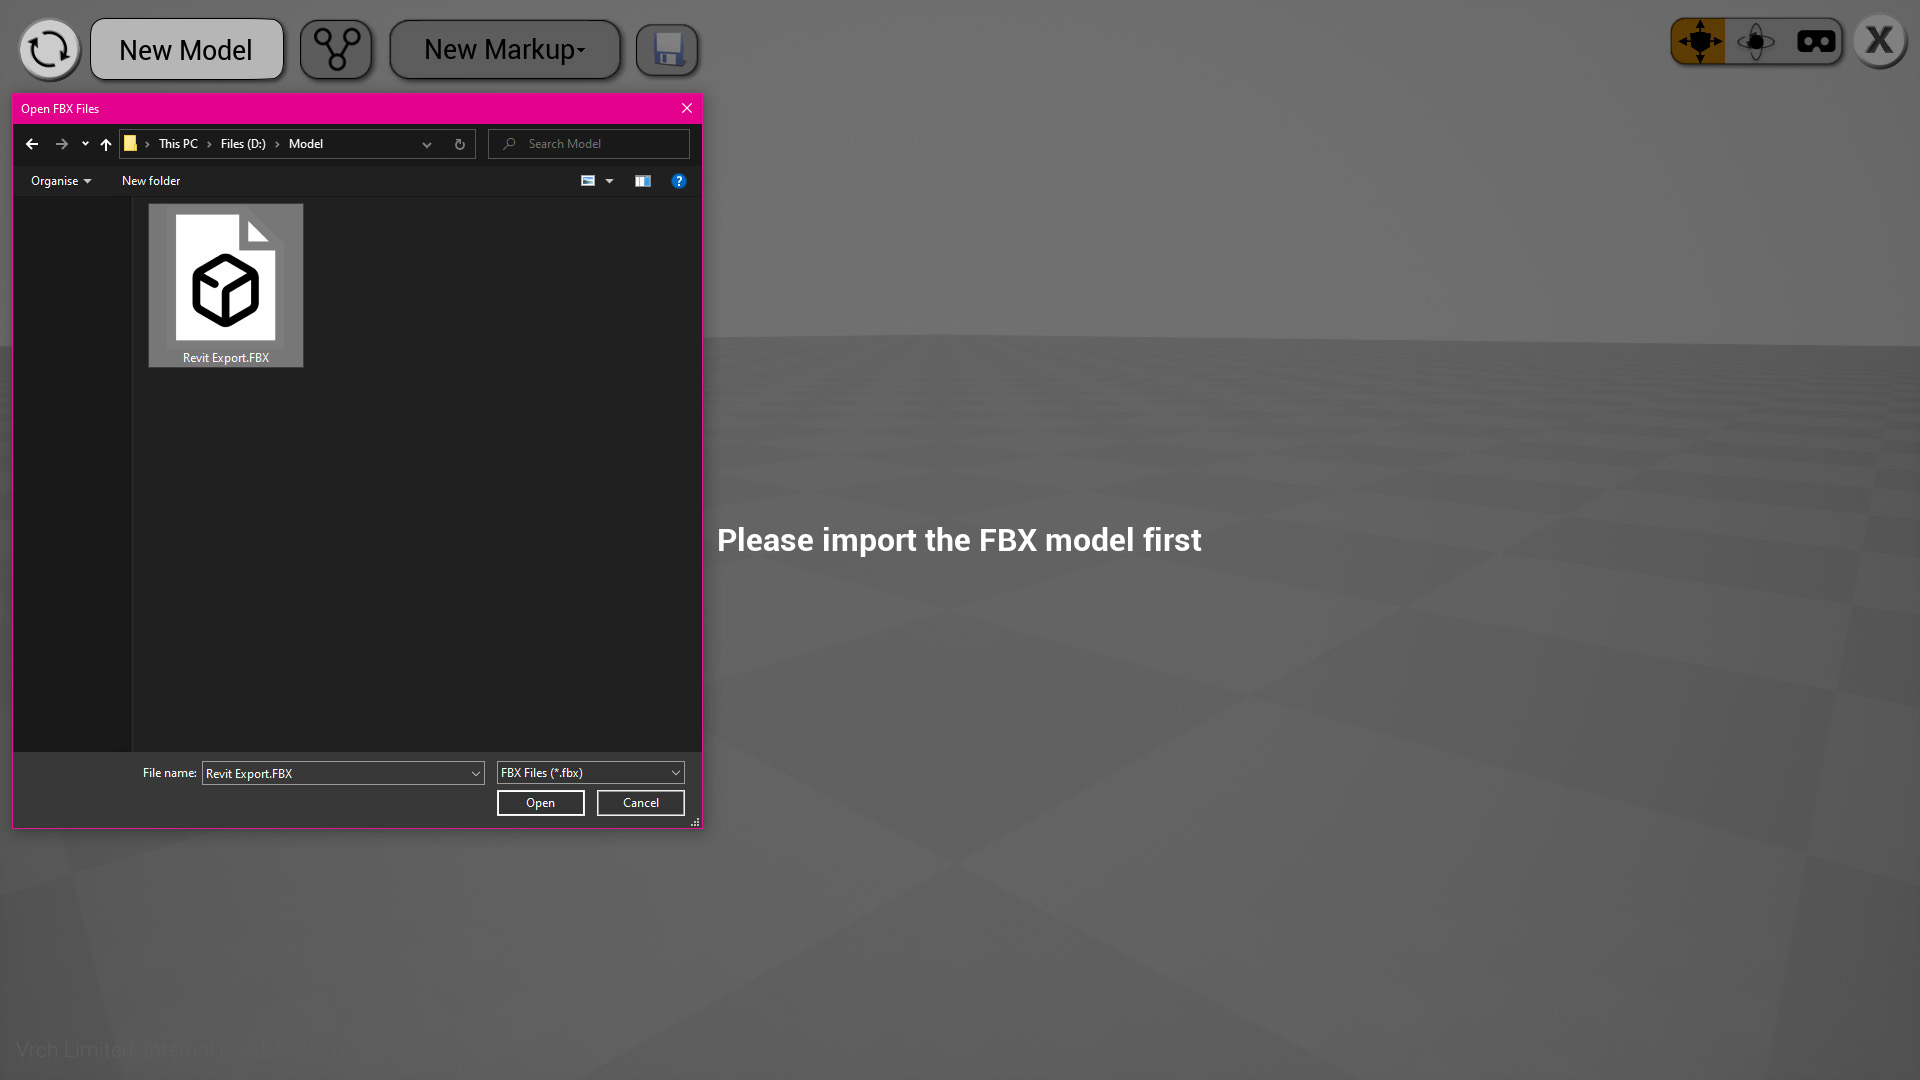 New Model
New Markup
X
Open FBX Files
This PC > Files (D:) > Model
Search Model
Organise
New folder
?
Revit Export.FBX
Please import the FBX model first
File name: Revit Export.FBX
FBX Files (*.fbx)
Open
Cancel
Vrch Limited, Internal Build,